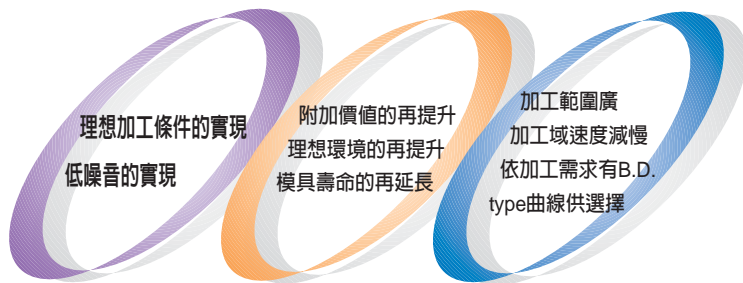 理想加工條件的實現
低噪音的實現
附加價値的再提升
理想環境的再提升
模具壽命的再延長
加工範圍廣
加工域速度減慢
依加工需求有B.D.
type曲線供選擇